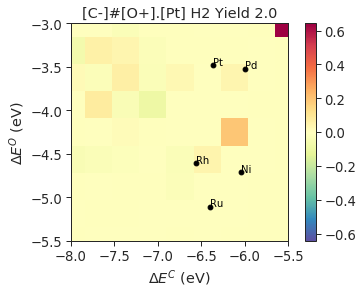 [C-]#[O+].[Pt] H2 Yield 2.0
−3.0
−3.5
−4.0
−4.5
−5.0
−5.5
ΔE^O (eV)
Pt
Pd
Rh
Ni
Ru
−8.0 −7.5 −7.0 −6.5 −6.0 −5.5
ΔE^C (eV)
0.6
0.4
0.2
0.0
−0.2
−0.4
−0.6